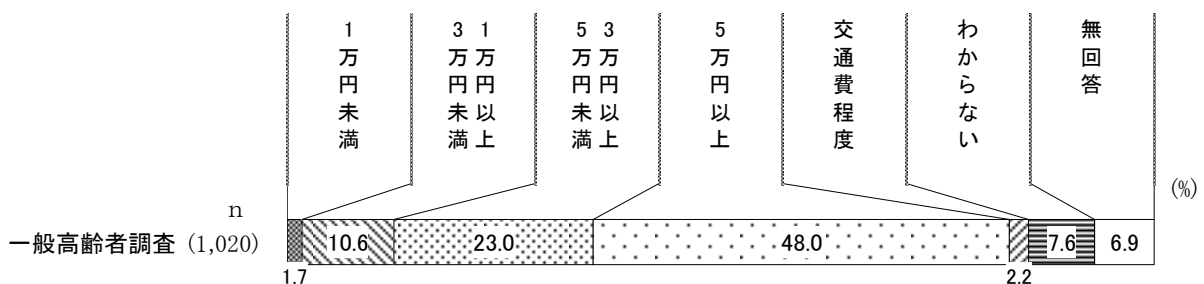 1万円未満
1万円以上
3万円未満
3万円以上
5万円未満
5万円以上
交通費程度
わからない
無回答
(%)
n
一般高齢者調査 (1,020)
10.6
23.0
48.0
7.6
6.9
1.7
2.2